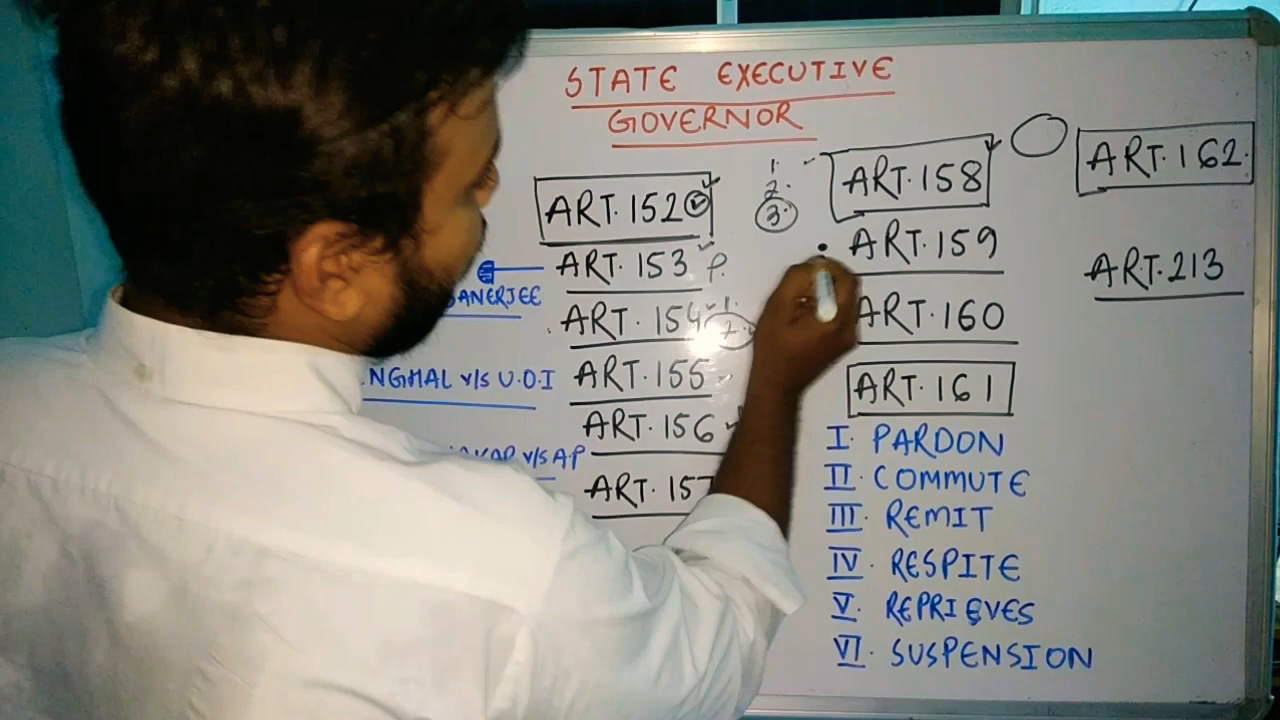 STATE EXECUTIVE
GOVERNOR
ART. 152
ART. 153 P.
BANERJEE
ART. 154 1.
2.
NGHAL V/S U.O.I
ART. 155
ART. 156
V/S A.P
ART. 157
1.
2.
3.
ART. 158
ART. 159
ART. 160
ART. 161
I. PARDON
II. COMMUTE
III. REMIT
IV. RESPITE
V. REPRIEVES
VI. SUSPENSION
ART. 162.
ART. 213